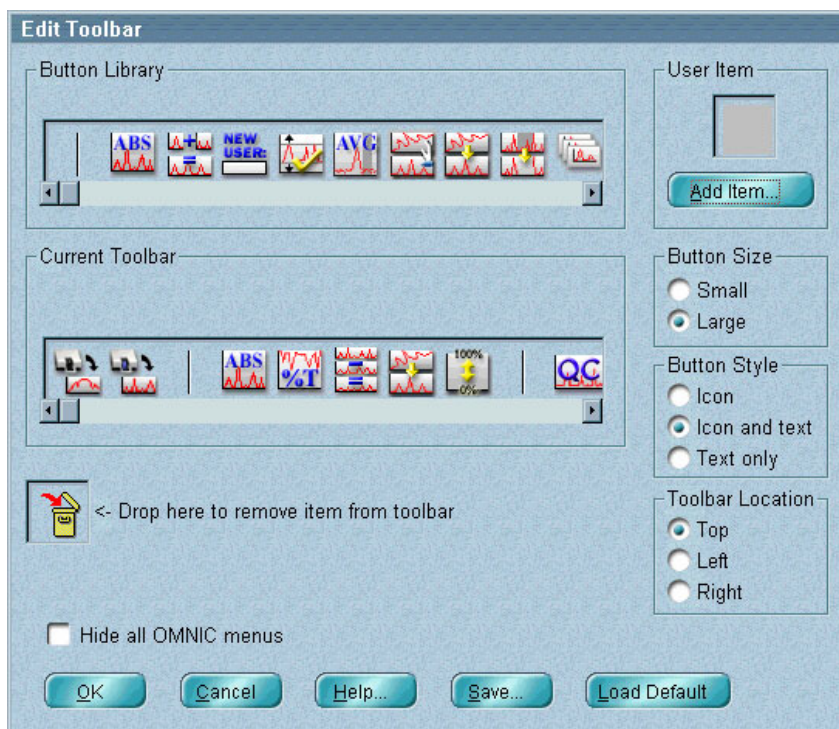 Edit Toolbar
Button Library
ABS
NEW
USER:
AVG
User Item
Add Item...
Current Toolbar
ABS
%T
100%
0%
QC
Button Size
Small
Large
Button Style
Icon
Icon and text
Text only
<- Drop here to remove item from toolbar
Toolbar Location
Top
Left
Right
Hide all OMNIC menus
OK
Cancel
Help...
Save...
Load Default